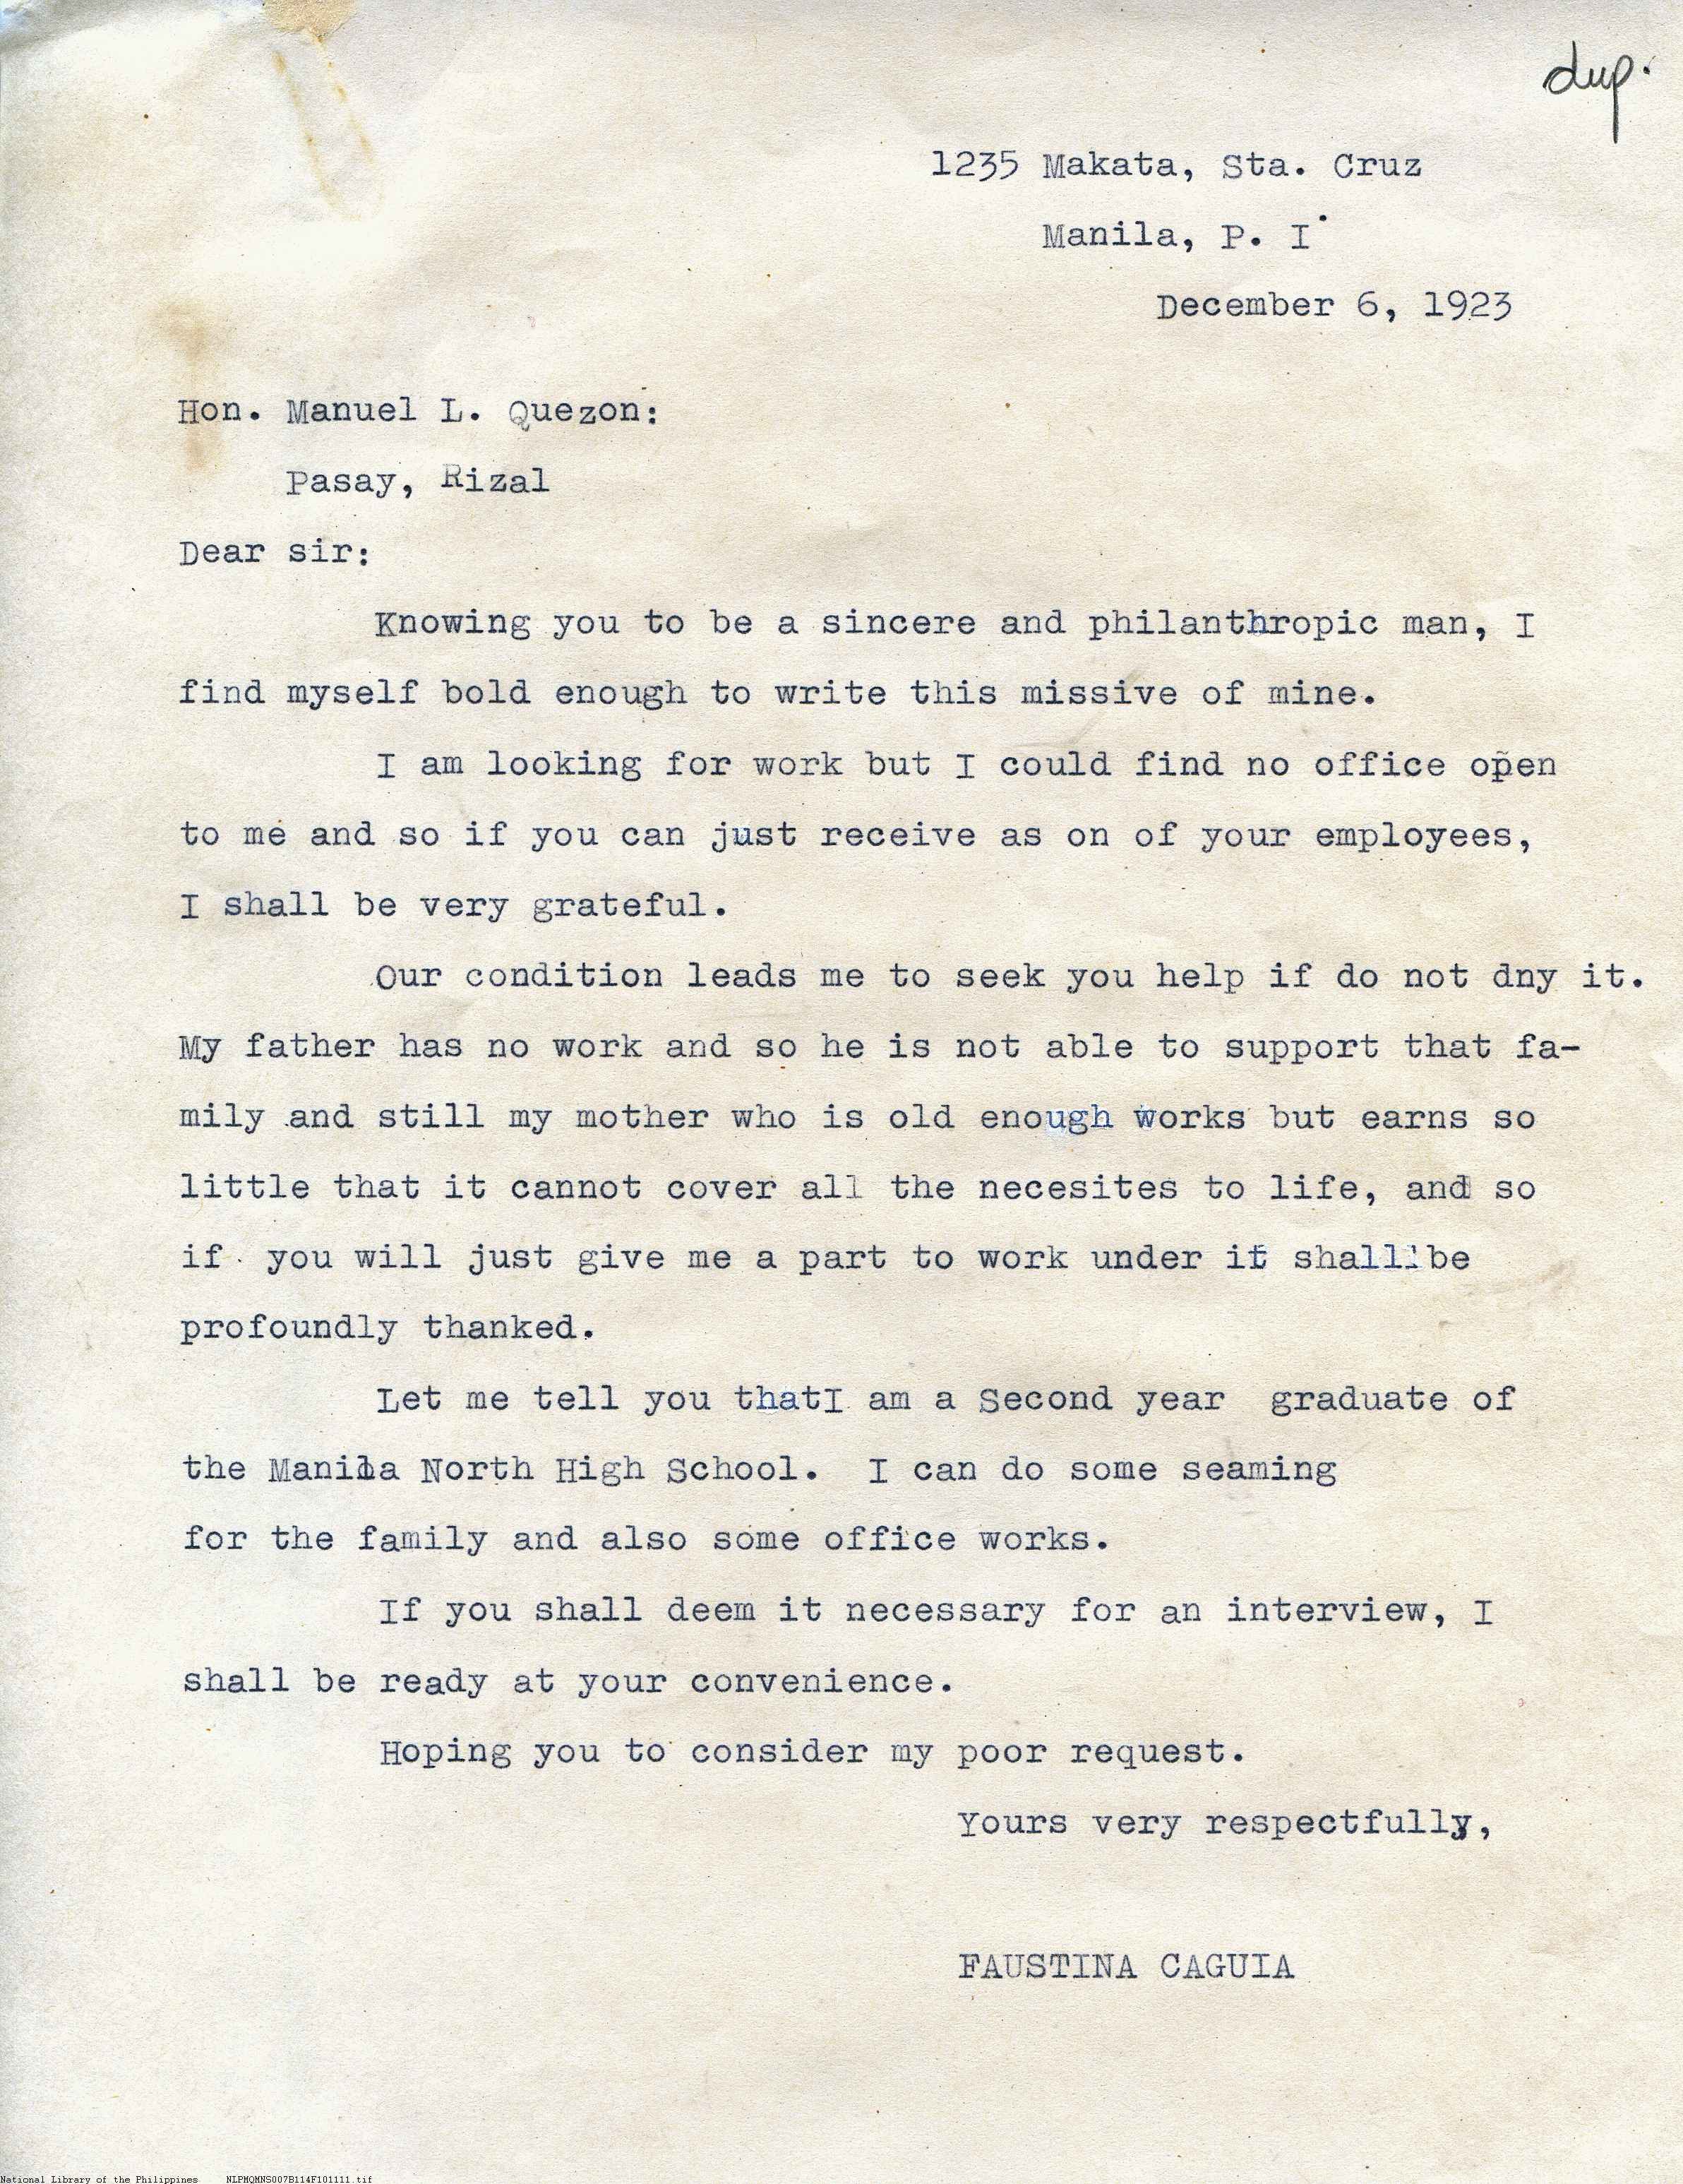 dup.
1235 Makata, Sta. Cruz
Manila, P. I.
December 6, 1923
Hon. Manuel L. Quezon:
Pasay, Rizal
Dear sir:
Knowing you to be a sincere and philanthropic man, I
find myself bold enough to write this missive of mine.
I am looking for work but I could find no office open
to me and so if you can just receive as on of your employees,
I shall be very grateful.
Our condition leads me to seek you help if do not dny it.
My father has no work and so he is not able to support that fa-
mily and still my mother who is old enough works but earns so
little that it cannot cover all the necesites to life, and so
if you will just give me a part to work under it shall be
profoundly thanked.
Let me tell you thatI am a Second year graduate of
the Manila North High School. I can do some seaming
for the family and also some office works.
If you shall deem it necessary for an interview, I
shall be ready at your convenience.
Hoping you to consider my poor request.
Yours very respectfully,
FAUSTINA CAGUIA
National Library of the Philippines NLPMQMNS007B114F101111.tif